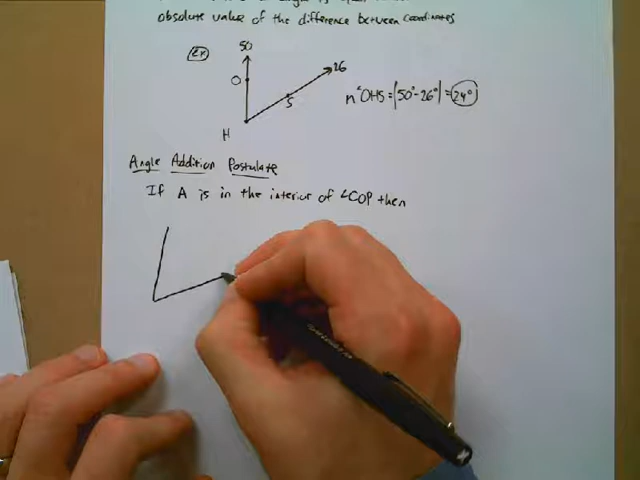 absolute value of the difference between coordinates
Ex
50
26
O
S
H
m∠OHS=|50°-26°|=24°
Angle Addition Postulate
If A is in the interior of ∠COP then